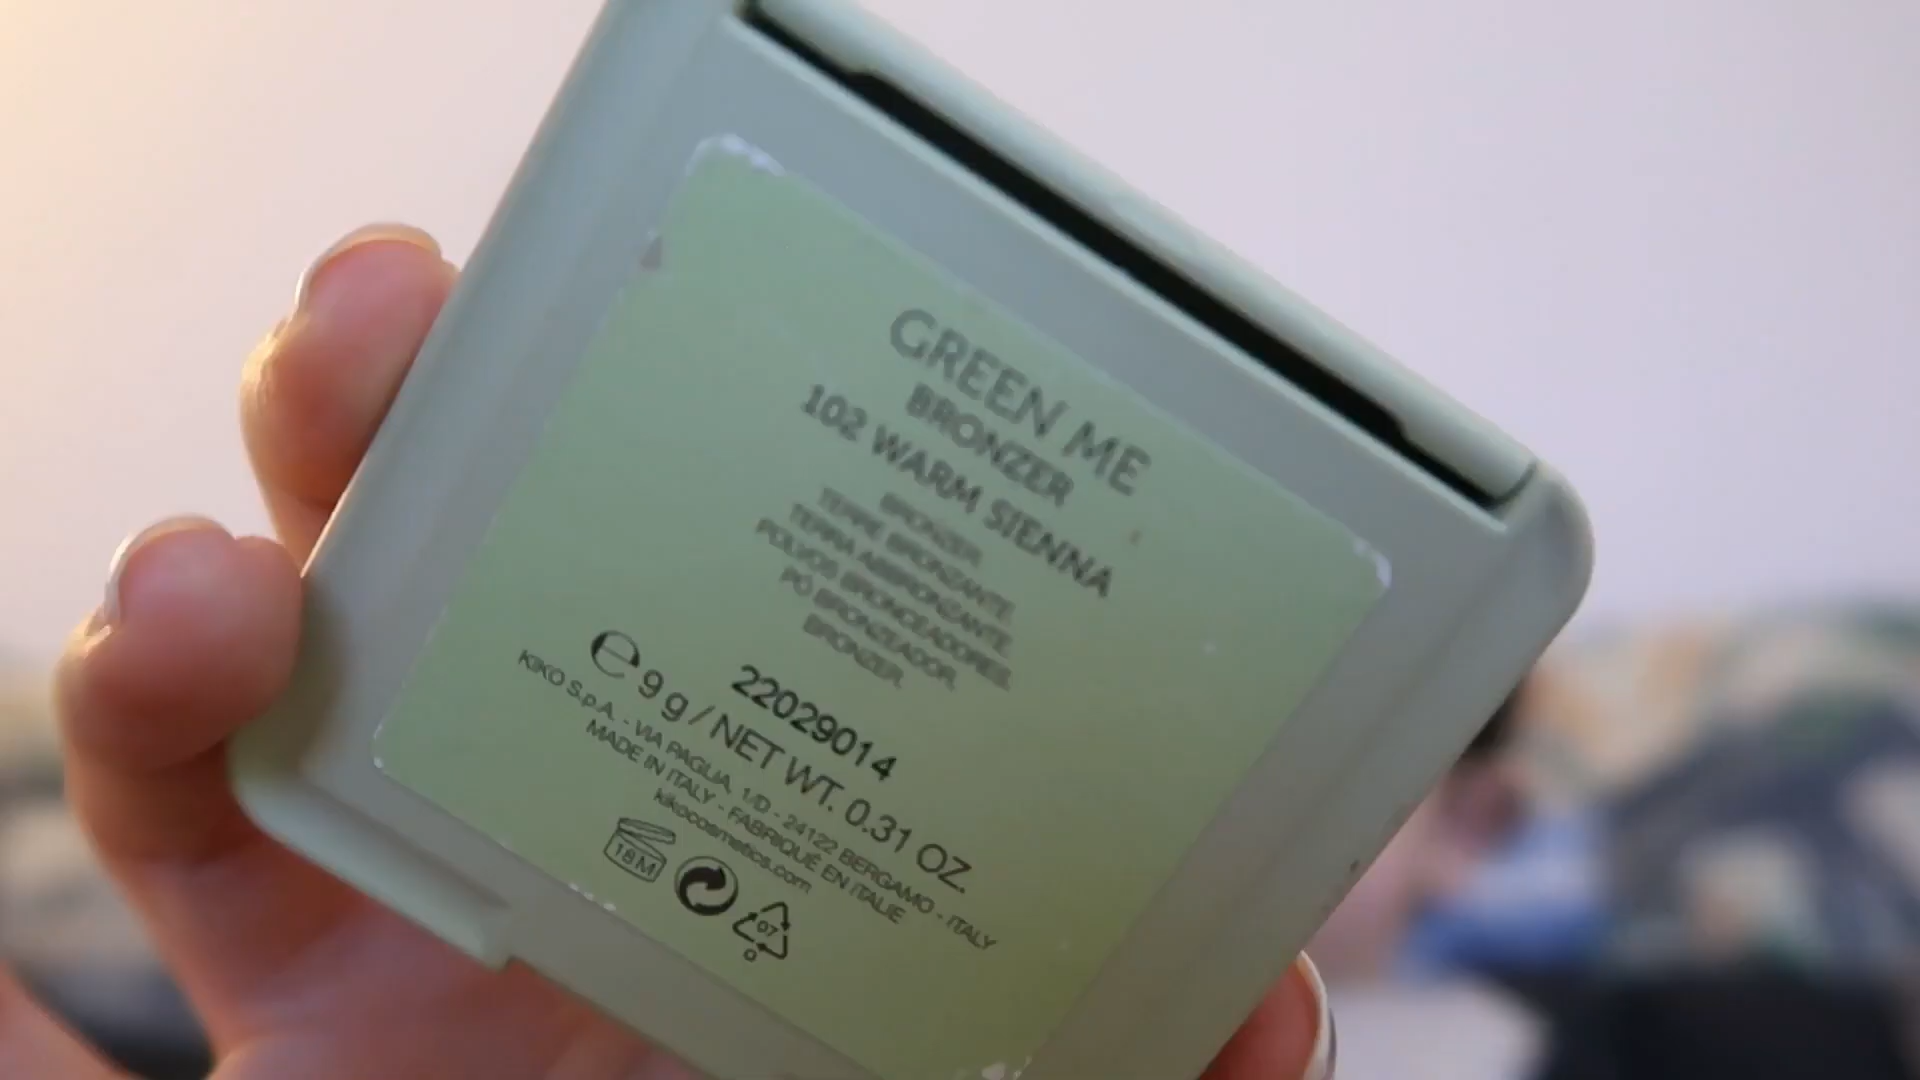 GREEN ME
BRONZER
102 WARM SIENNA
BRONZER.
TERRE BRONZANTE.
TERRA ABBRONZANTE.
POLVOS BRONCEADORES.
PÓ BRONZEADOR.
BRONZER.
22029014
e 9 g / NET WT. 0.31 OZ.
KIKO S.p.A. - VIA PAGLIA, 1/D - 24122 BERGAMO - ITALY
MADE IN ITALY - FABRIQUÉ EN ITALIE
kikocosmetics.com
18M
07
O